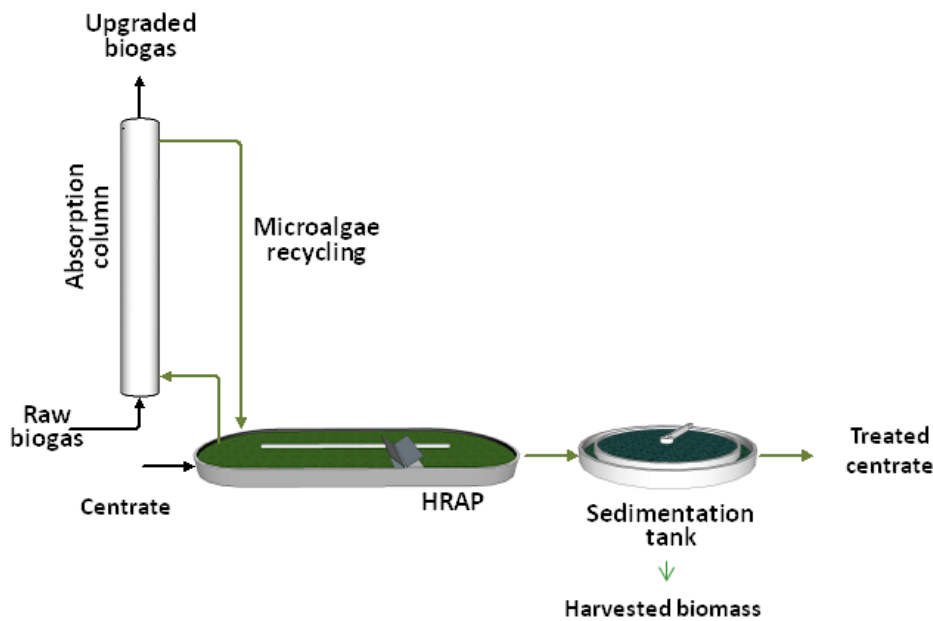 Upgraded
biogas
Absorption
column
Microalgae
recycling
Raw
biogas
Centrate
HRAP
Sedimentation
tank
Treated
centrate
Harvested biomass